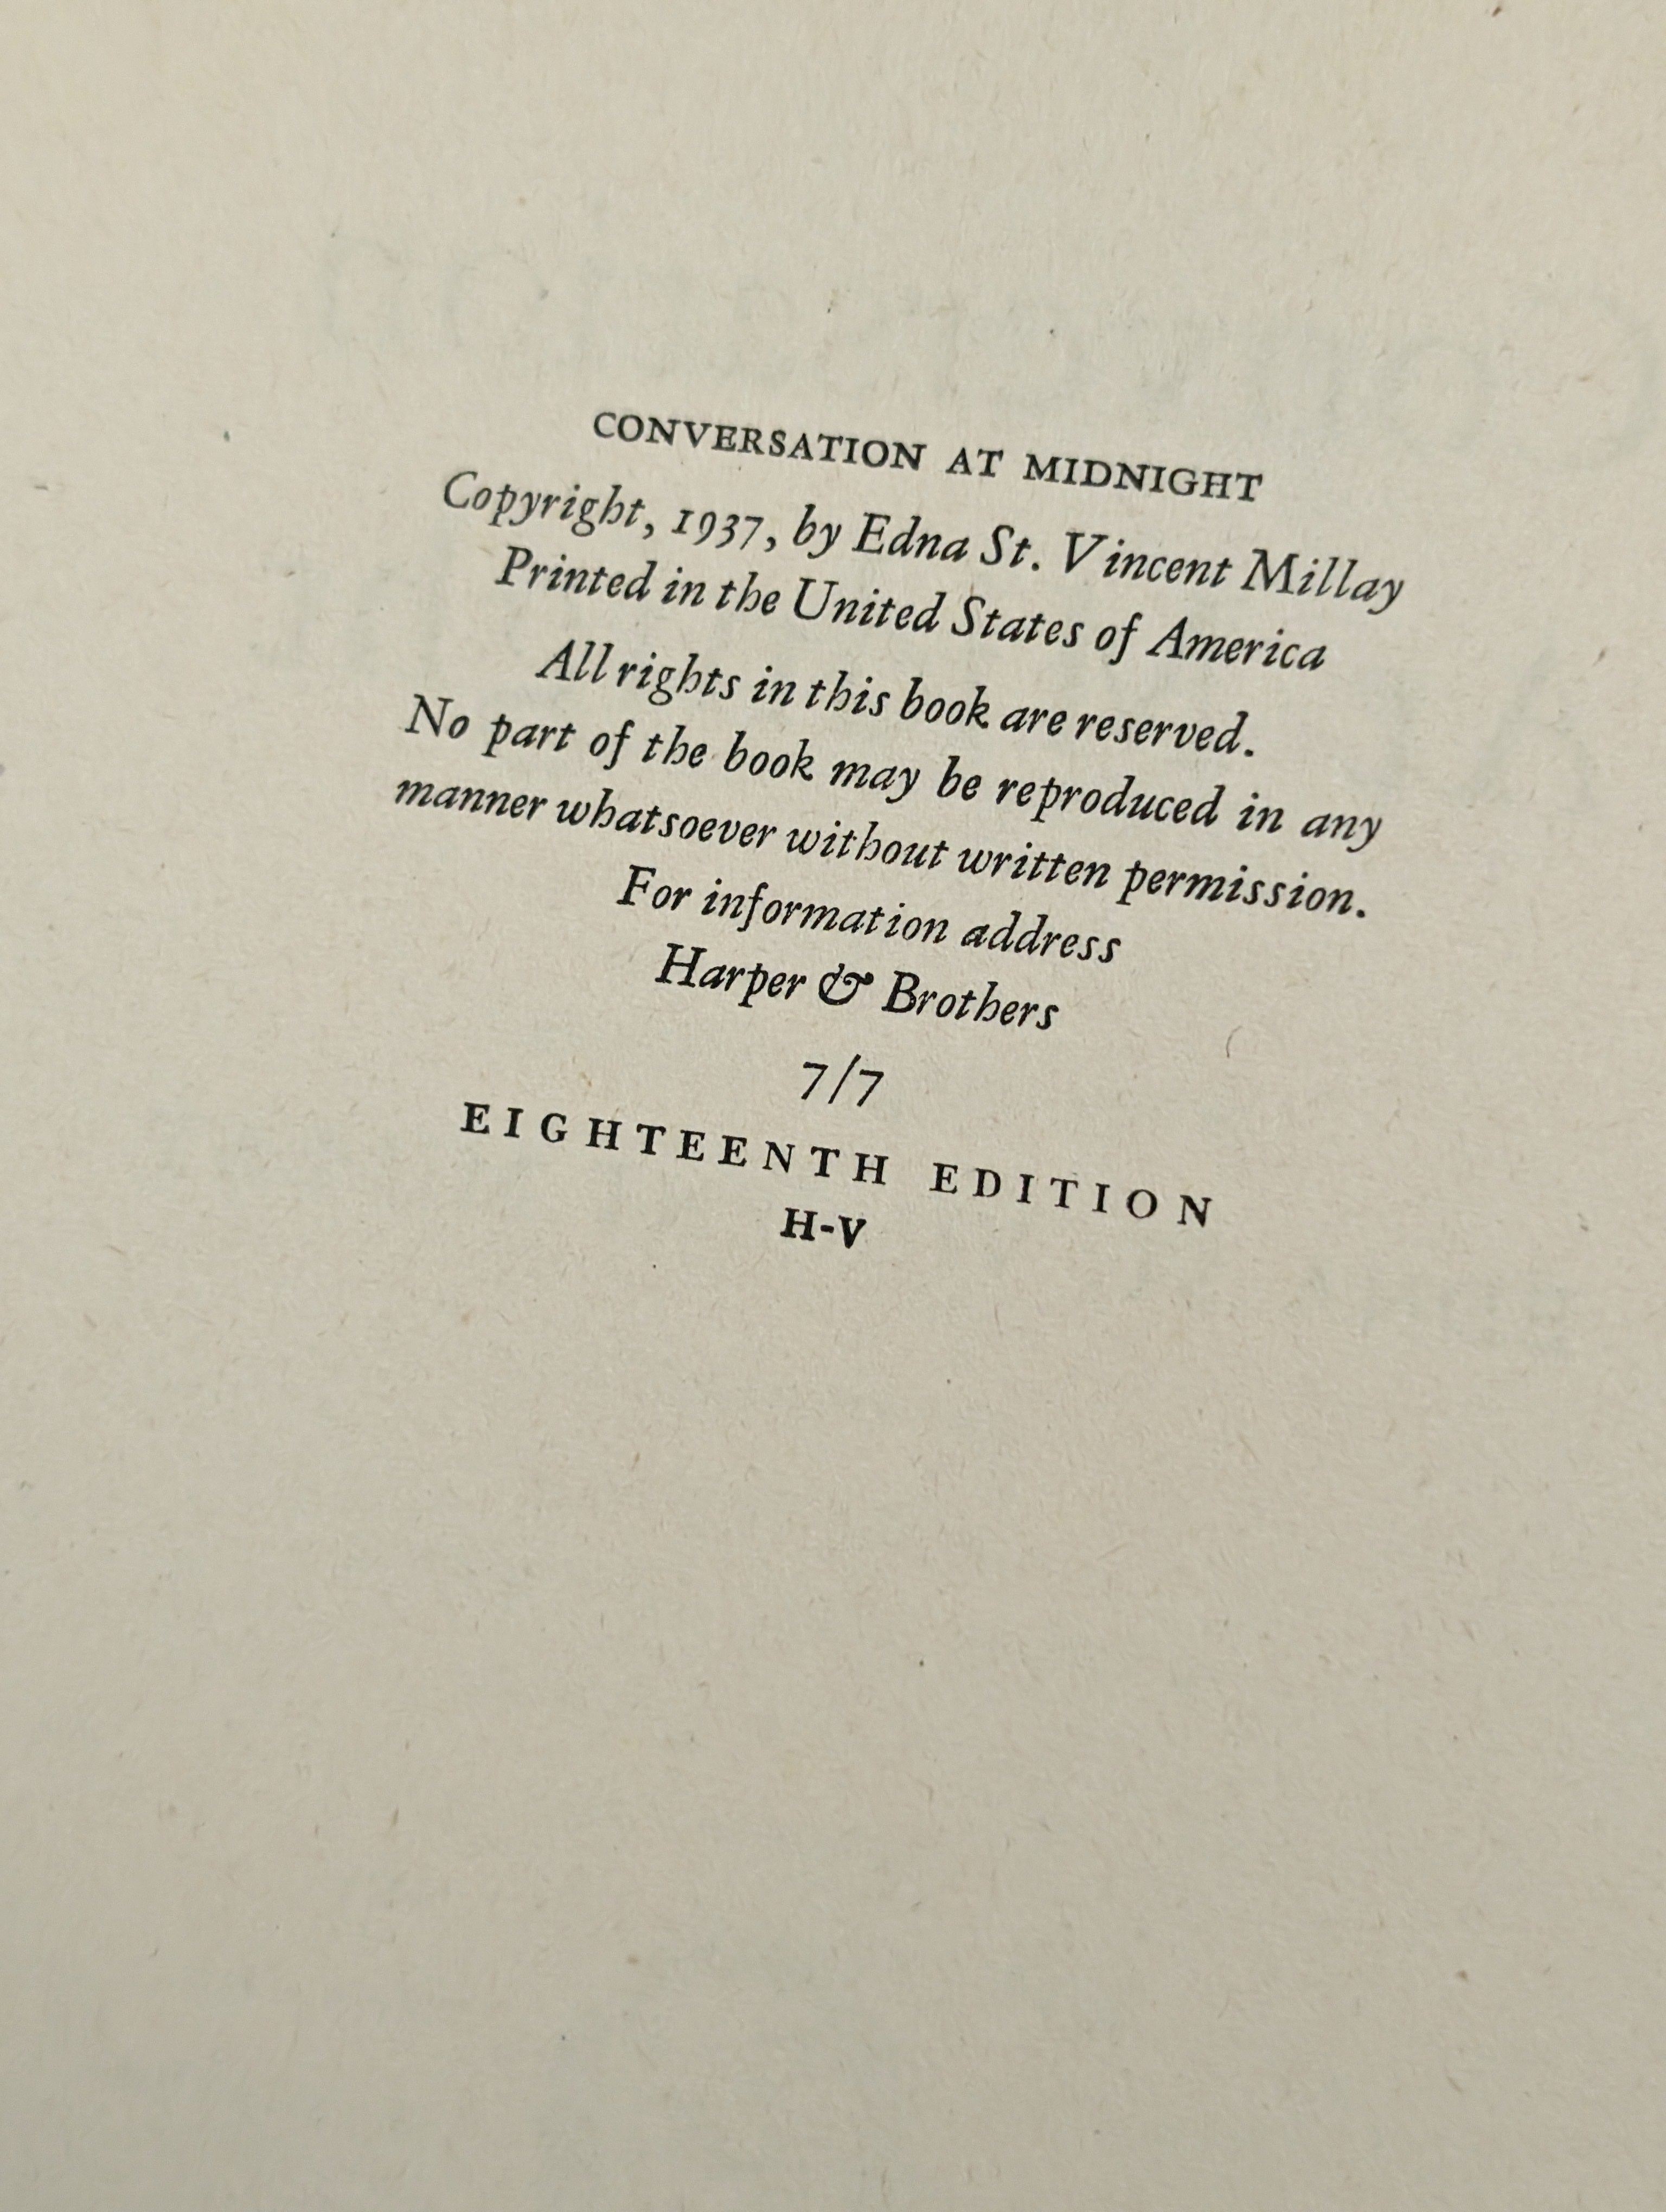 CONVERSATION AT MIDNIGHT
Copyright, 1937, by Edna St. Vincent Millay
Printed in the United States of America
All rights in this book are reserved.
No part of the book may be reproduced in any
manner whatsoever without written permission.
For information address
Harper & Brothers
7/7
EIGHTEENTH EDITION
H-V